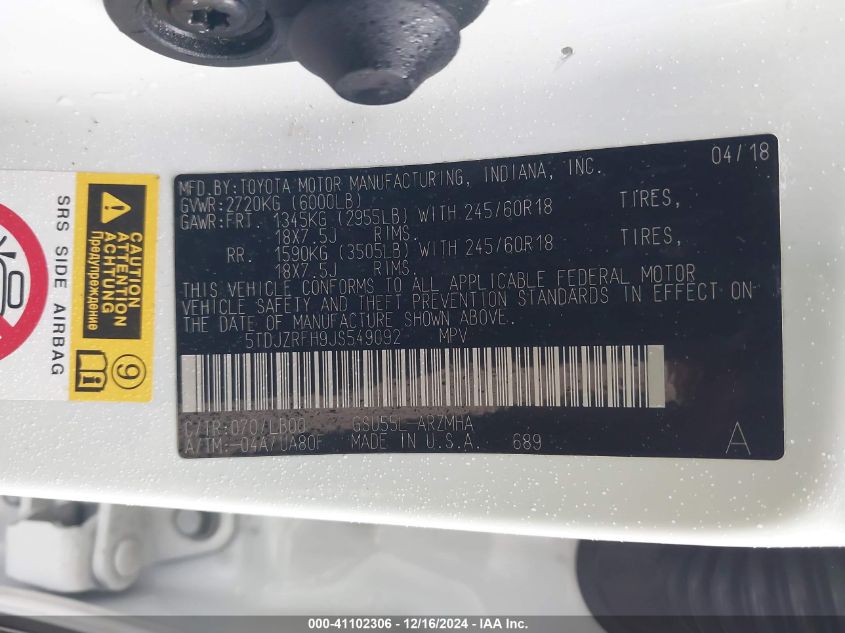 SRS SIDE AIRBAG
CAUTION
ATTENTION
ACHTUNG
Предупреждение
9
04/18
MFD.BY:TOYOTA MOTOR MANUFACTURING, INDIANA, INC.
GVWR:2720KG (6000LB)
GAWR:FRT. 1345KG (2955LB) WITH 245/60R18 TIRES,
18X7.5J RIMS.
RR. 1590KG (3505LB) WITH 245/60R18 TIRES,
18X7.5J RIMS.
THIS VEHICLE CONFORMS TO ALL APPLICABLE FEDERAL MOTOR
VEHICLE SAFETY AND THEFT PREVENTION STANDARDS IN EFFECT ON
THE DATE OF MANUFACTURE SHOWN ABOVE.
5TDJZRFH9JS549092 MPV
C/TR:070/LB00 GSU55L-ARZMHA
A/TM:-04A/UA80F MADE IN U.S.A. 689
A
000-41102306 - 12/16/2024 - IAA Inc.